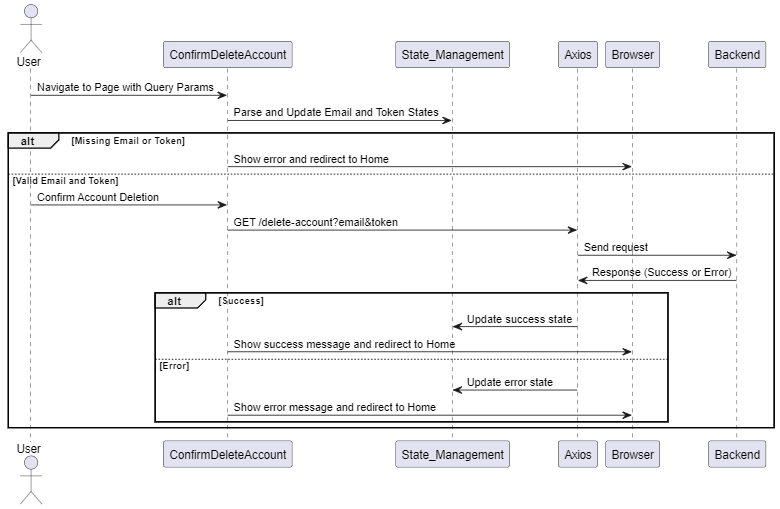 User
ConfirmDeleteAccount
State_Management
Axios
Browser
Backend
Navigate to Page with Query Params
Parse and Update Email and Token States
alt
[Missing Email or Token]
Show error and redirect to Home
[Valid Email and Token]
Confirm Account Deletion
GET /delete-account?email&token
Send request
Response (Success or Error)
alt
[Success]
Update success state
Show success message and redirect to Home
[Error]
Update error state
Show error message and redirect to Home
User
ConfirmDeleteAccount
State_Management
Axios
Browser
Backend